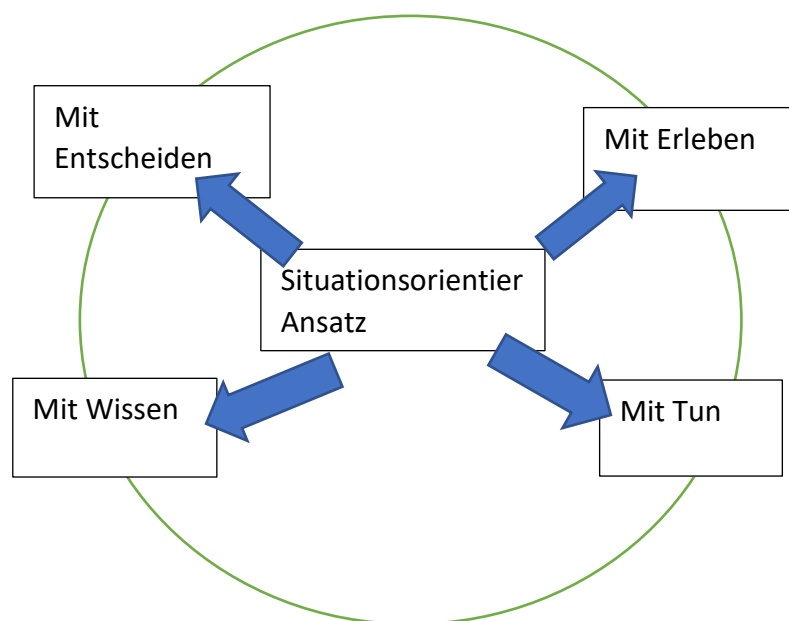 Mit
Entscheiden
Mit Erleben
Situationsorientier
Ansatz
Mit Wissen
Mit Tun